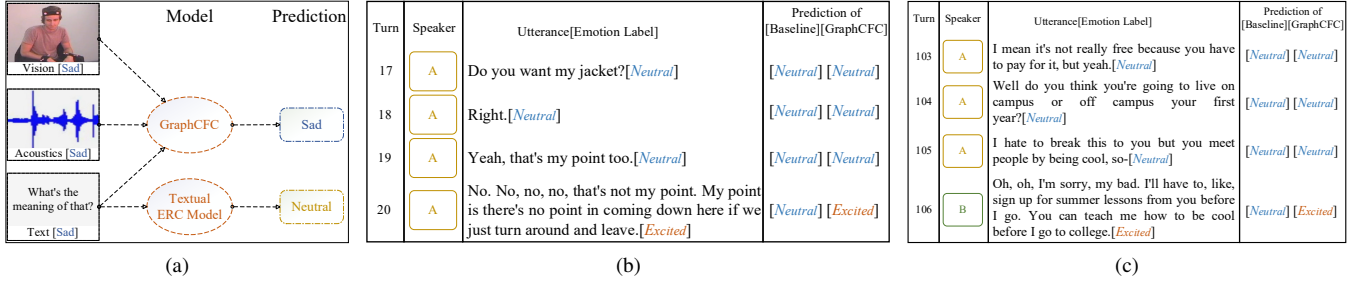 Model Prediction
Vision [Sad]
Acoustics [Sad]
What's the
meaning of that?
Text [Sad]
GraphCFC
Sad
Textual
ERC Model
Neutral
(a)
Turn Speaker Utterance[Emotion Label] Prediction of
[Baseline][GraphCFC]
17 A Do you want my jacket?[Neutral] [Neutral] [Neutral]
18 A Right.[Neutral] [Neutral] [Neutral]
19 A Yeah, that's my point too.[Neutral] [Neutral] [Neutral]
20 A No. No, no, no, that's not my point. My point
is there's no point in coming down here if we
just turn around and leave.[Excited]
[Neutral] [Excited]
(b)
Turn Speaker Utterance[Emotion Label] Prediction of
[Baseline][GraphCFC]
103 A I mean it's not really free because you have
to pay for it, but yeah.[Neutral]
[Neutral] [Neutral]
104 A Well do you think you're going to live on
campus or off campus your first
year?[Neutral]
[Neutral] [Neutral]
105 A I hate to break this to you but you meet
people by being cool, so-[Neutral]
[Neutral] [Neutral]
106 B Oh, oh, I'm sorry, my bad. I'll have to, like,
sign up for summer lessons from you before
I go. You can teach me how to be cool
before I go to college.[Excited]
[Neutral] [Excited]
(c)